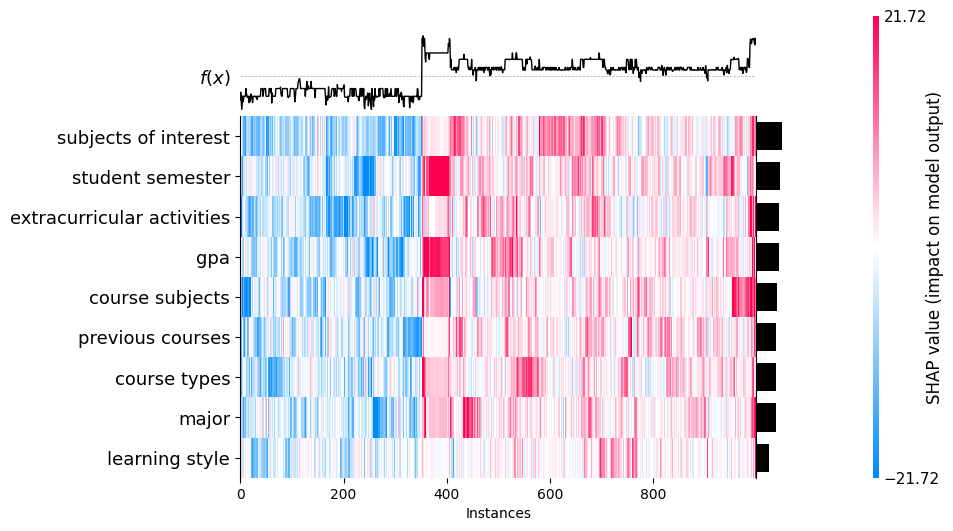 21.72
f(x)
subjects of interest
student semester
extracurricular activities
gpa
course subjects
previous courses
course types
major
learning style
0 200 400 600 800
Instances
−21.72
SHAP value (impact on model output)